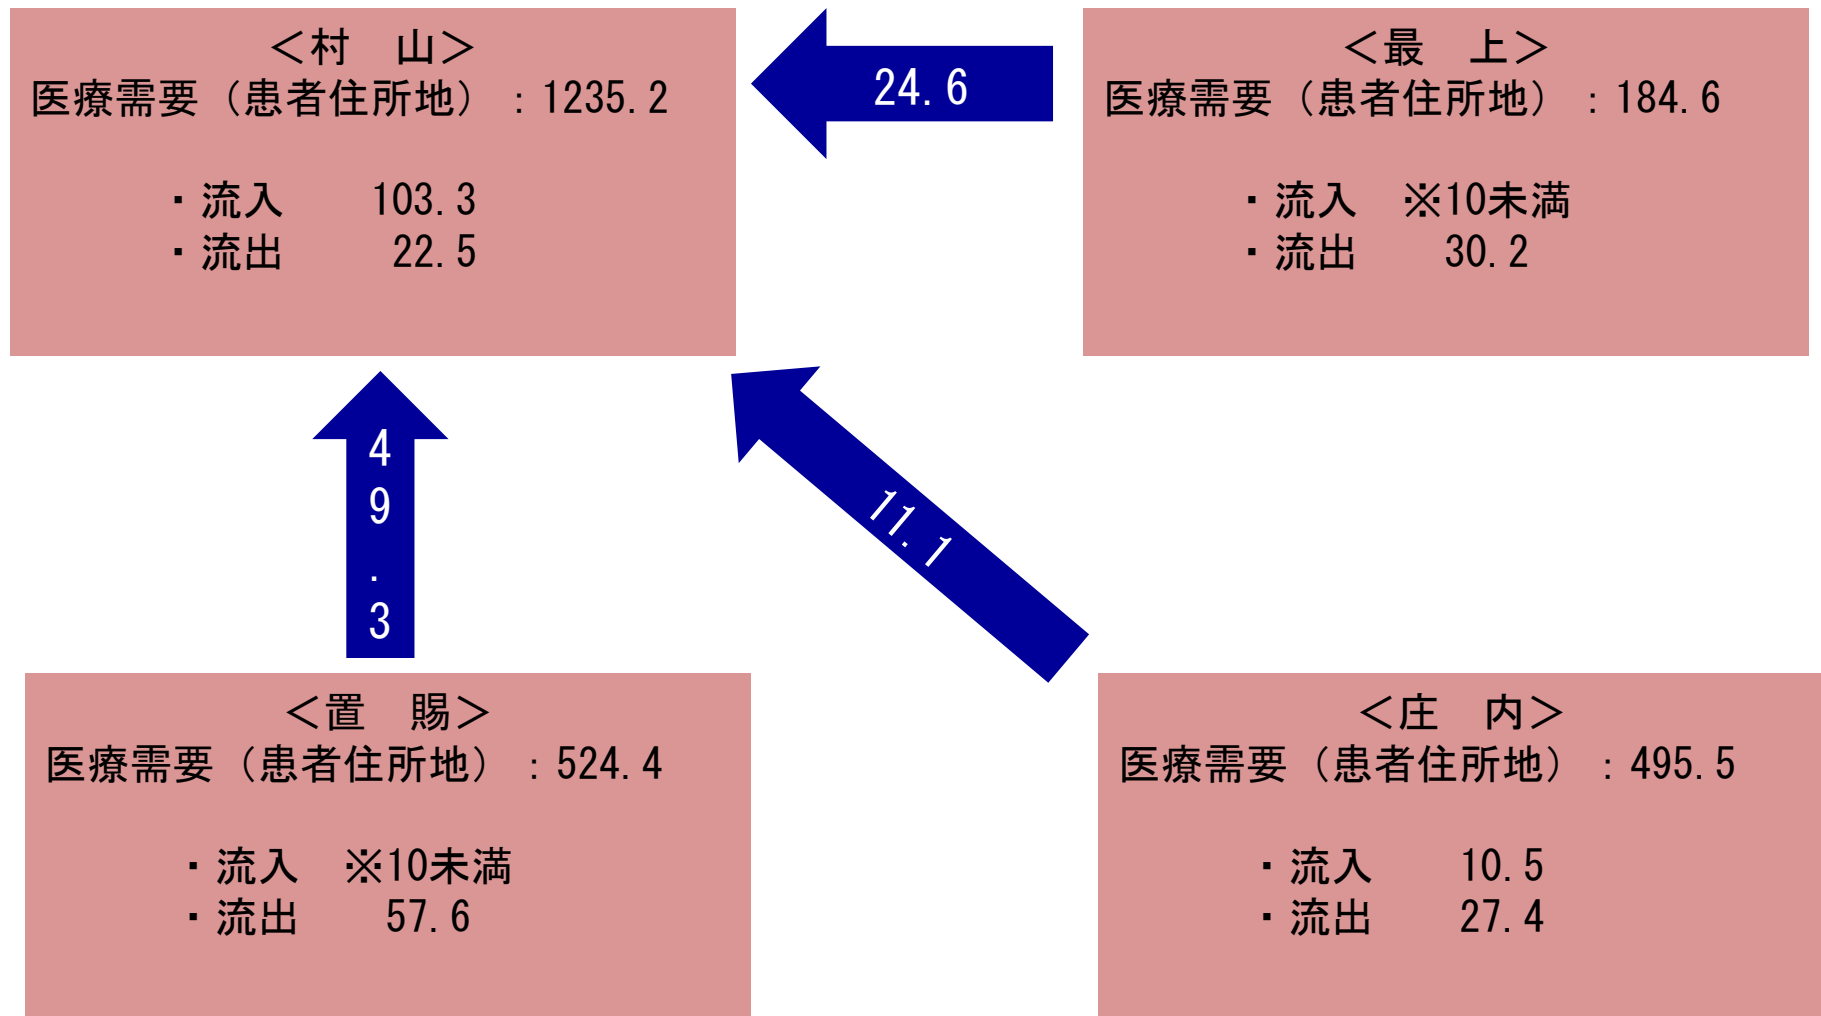 ＜村　山＞
医療需要（患者住所地）：1235.2
・流入　　103.3
・流出　　 22.5
24.6
＜最　上＞
医療需要（患者住所地）：184.6
・流入　※10未満
・流出　　30.2
49.3
11.1
＜置　賜＞
医療需要（患者住所地）：524.4
・流入　※10未満
・流出　　57.6
＜庄　内＞
医療需要（患者住所地）：495.5
・流入　　10.5
・流出　　27.4